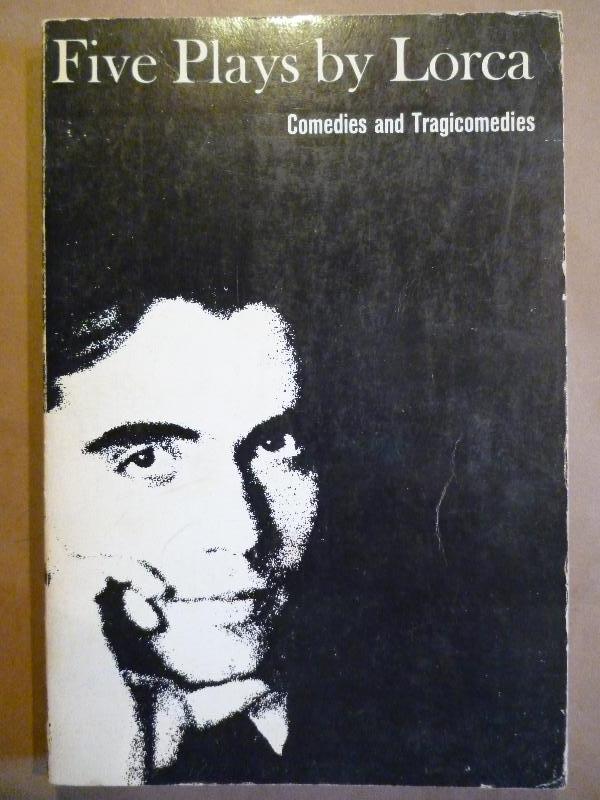 Five Plays by Lorca
Comedies and Tragicomedies